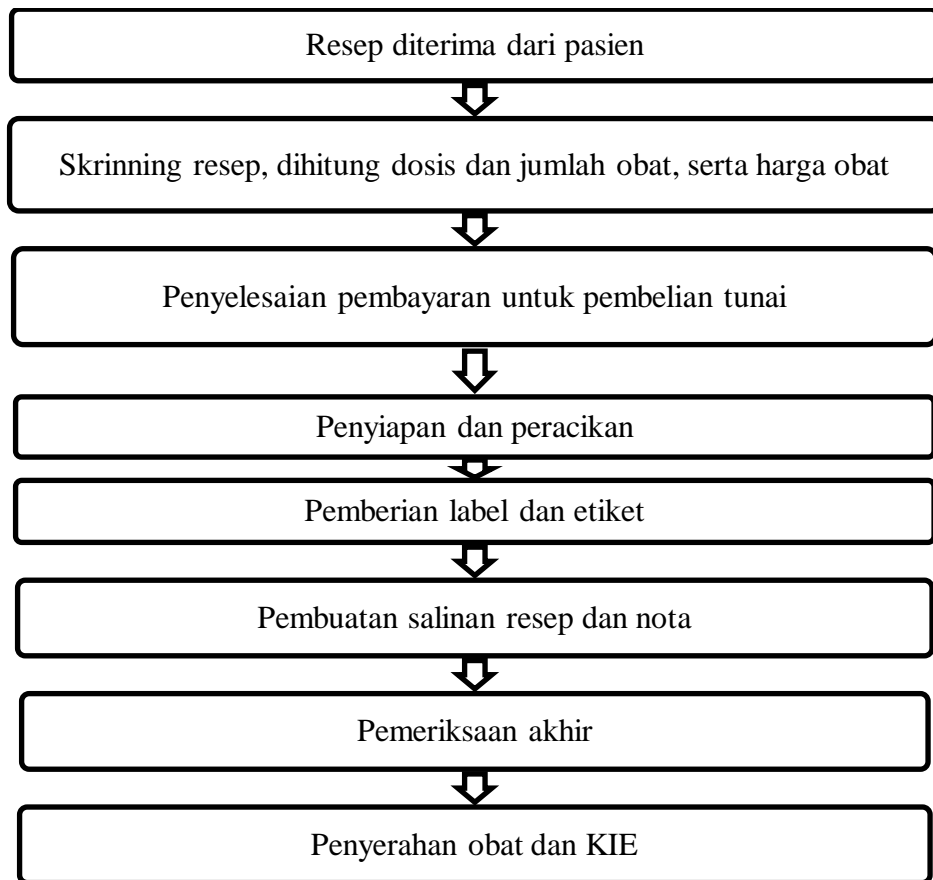 Resep diterima dari pasien
Skrinning resep, dihitung dosis dan jumlah obat, serta harga obat
Penyelesaian pembayaran untuk pembelian tunai
Penyiapan dan peracikan
Pemberian label dan etiket
Pembuatan salinan resep dan nota
Pemeriksaan akhir
Penyerahan obat dan KIE